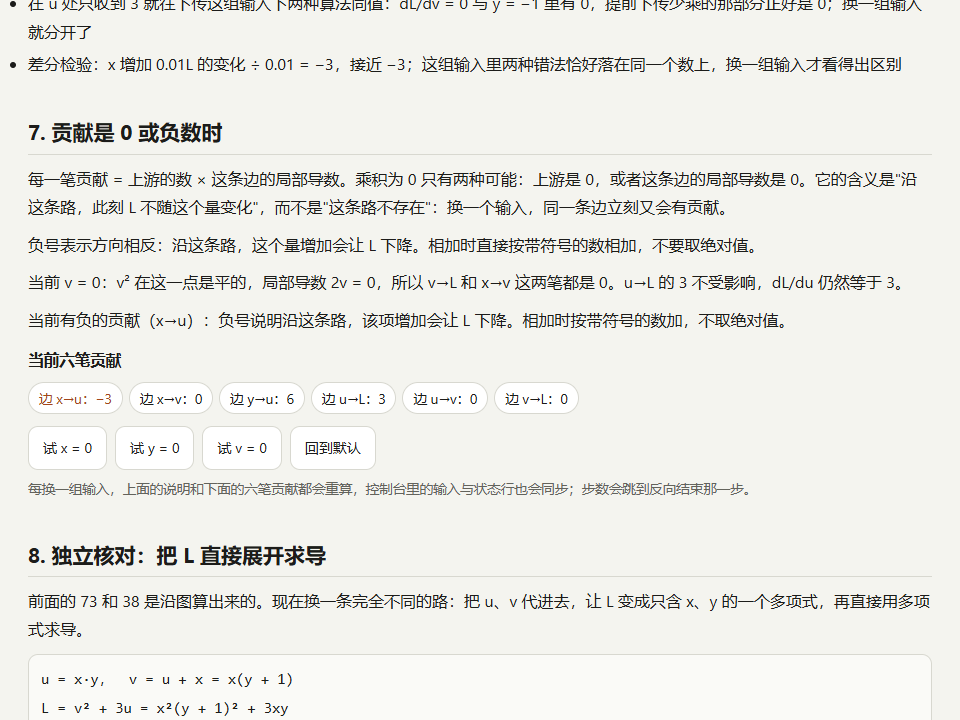 在 u 处只收到 3 就往下传这组输入下两种算法同值：dL/dv = 0 与 y = −1 里有 0，提前下传少乘的那部分正好是 0；换一组输入
就分开了
差分检验：x 增加 0.01L 的变化 ÷ 0.01 = −3，接近 −3；这组输入里两种错法恰好落在同一个数上，换一组输入才看得出区别
7. 贡献是 0 或负数时
每一笔贡献 = 上游的数 × 这条边的局部导数。乘积为 0 只有两种可能：上游是 0，或者这条边的局部导数是 0。它的含义是"沿
这条路，此刻 L 不随这个量变化"，而不是"这条路不存在"：换一个输入，同一条边立刻又会有贡献。
负号表示方向相反：沿这条路，这个量增加会让 L 下降。相加时直接按带符号的数相加，不要取绝对值。
当前 v = 0：v² 在这一点是平的，局部导数 2v = 0，所以 v→L 和 x→v 这两笔都是 0。u→L 的 3 不受影响，dL/du 仍然等于 3。
当前有负的贡献（x→u）：负号说明沿这条路，该项增加会让 L 下降。相加时按带符号的数加，不取绝对值。
当前六笔贡献
边 x→u：−3 边 x→v：0 边 y→u：6 边 u→L：3 边 u→v：0 边 v→L：0
试 x = 0 试 y = 0 试 v = 0 回到默认
每换一组输入，上面的说明和下面的六笔贡献都会重算，控制台里的输入与状态行也会同步；步数会跳到反向结束那一步。
8. 独立核对：把 L 直接展开求导
前面的 73 和 38 是沿图算出来的。现在换一条完全不同的路：把 u、v 代进去，让 L 变成只含 x、y 的一个多项式，再直接用多项
式求导。
u = x·y, v = u + x = x(y + 1)
L = v² + 3u = x²(y + 1)² + 3xy